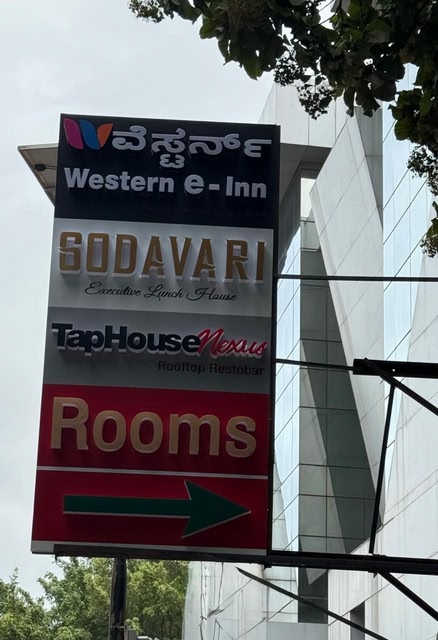 ವೆಸ್ಟರ್ನ್
Western e-Inn
SODAVARI
Executive Lunch House
TapHouse Nexus
Rooftop Restobar
Rooms